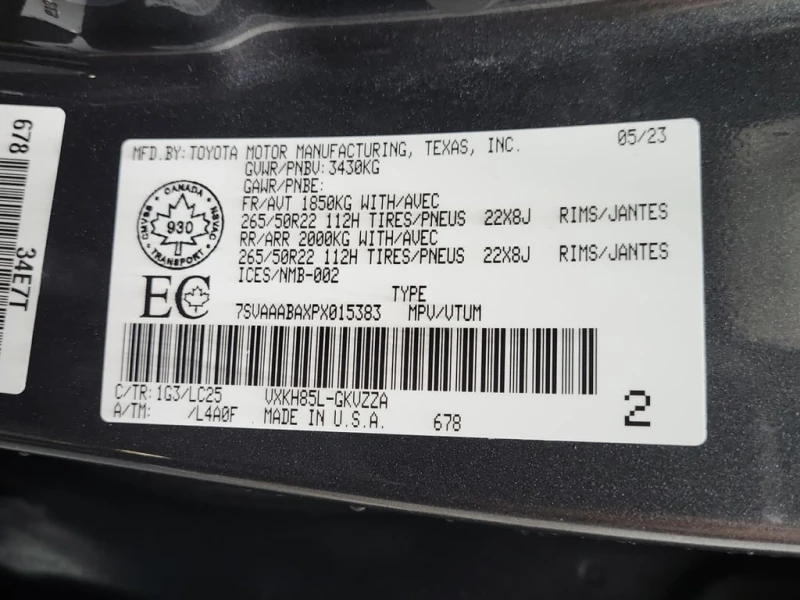 678
34E7T
MFD.BY: TOYOTA MOTOR MANUFACTURING, TEXAS, INC. 05/23
GVWR/PNBV: 3430KG
GAWR/PNBE:
FR/AVT 1850KG WITH/AVEC
265/50R22 112H TIRES/PNEUS 22X8J RIMS/JANTES
RR/ARR 2000KG WITH/AVEC
265/50R22 112H TIRES/PNEUS 22X8J RIMS/JANTES
ICES/NMB-002
CANADA
CMVSS
930
NSVAC
TRANSPORT
EC
TYPE
7SVAAABAXPX015383 MPV/VTUM
C/TR: 1G3/LC25 VXKH85L-GKVZZA
A/TM: /L4A0F MADE IN U.S.A. 678 2